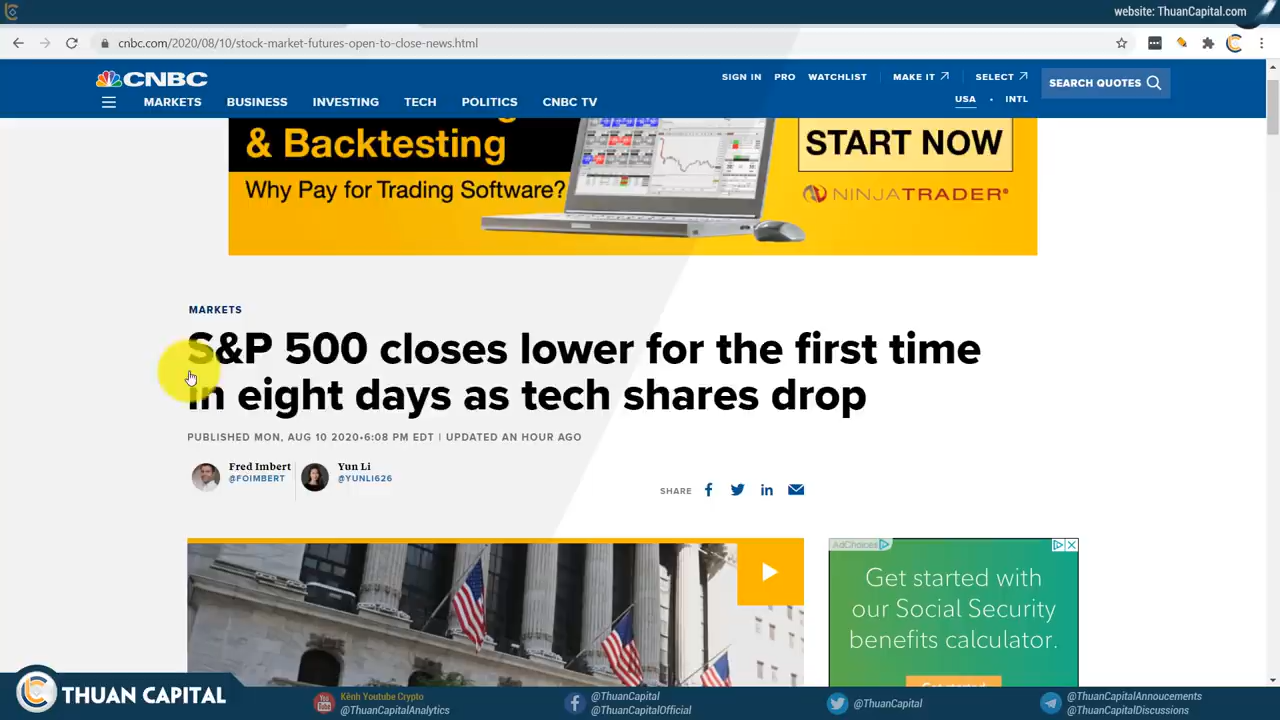 website: ThuanCapital.com
cnbc.com/2020/08/10/stock-market-futures-open-to-close-news.html
CNBC
SIGN IN PRO WATCHLIST MAKE IT SELECT
SEARCH QUOTES
USA • INTL
MARKETS BUSINESS INVESTING TECH POLITICS CNBC TV
& Backtesting
Why Pay for Trading Software?
START NOW
NINJATRADER®
MARKETS
S&P 500 closes lower for the first time
in eight days as tech shares drop
PUBLISHED MON, AUG 10 2020•6:08 PM EDT | UPDATED AN HOUR AGO
Fred Imbert
@FOIMBERT
Yun Li
@YUNLI626
SHARE
AdChoices
Get started with
our Social Security
benefits calculator.
THUAN CAPITAL
Kênh Youtube Crypto
@ThuanCapitalAnalytics
@ThuanCapital
@ThuanCapitalOfficial
@ThuanCapital
@ThuanCapitalAnnoucements
@ThuanCapitalDiscussions